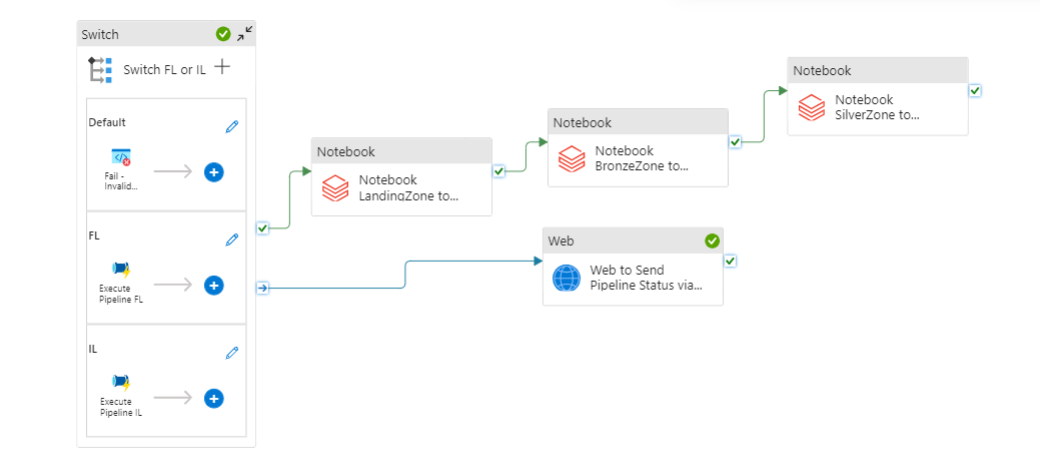 Switch
Switch FL or IL
Default
Fail -
Invalid...
FL
Execute
Pipeline FL
IL
Execute
Pipeline IL
Notebook
Notebook
LandingZone to...
Notebook
Notebook
BronzeZone to...
Notebook
Notebook
SilverZone to...
Web
Web to Send
Pipeline Status via...